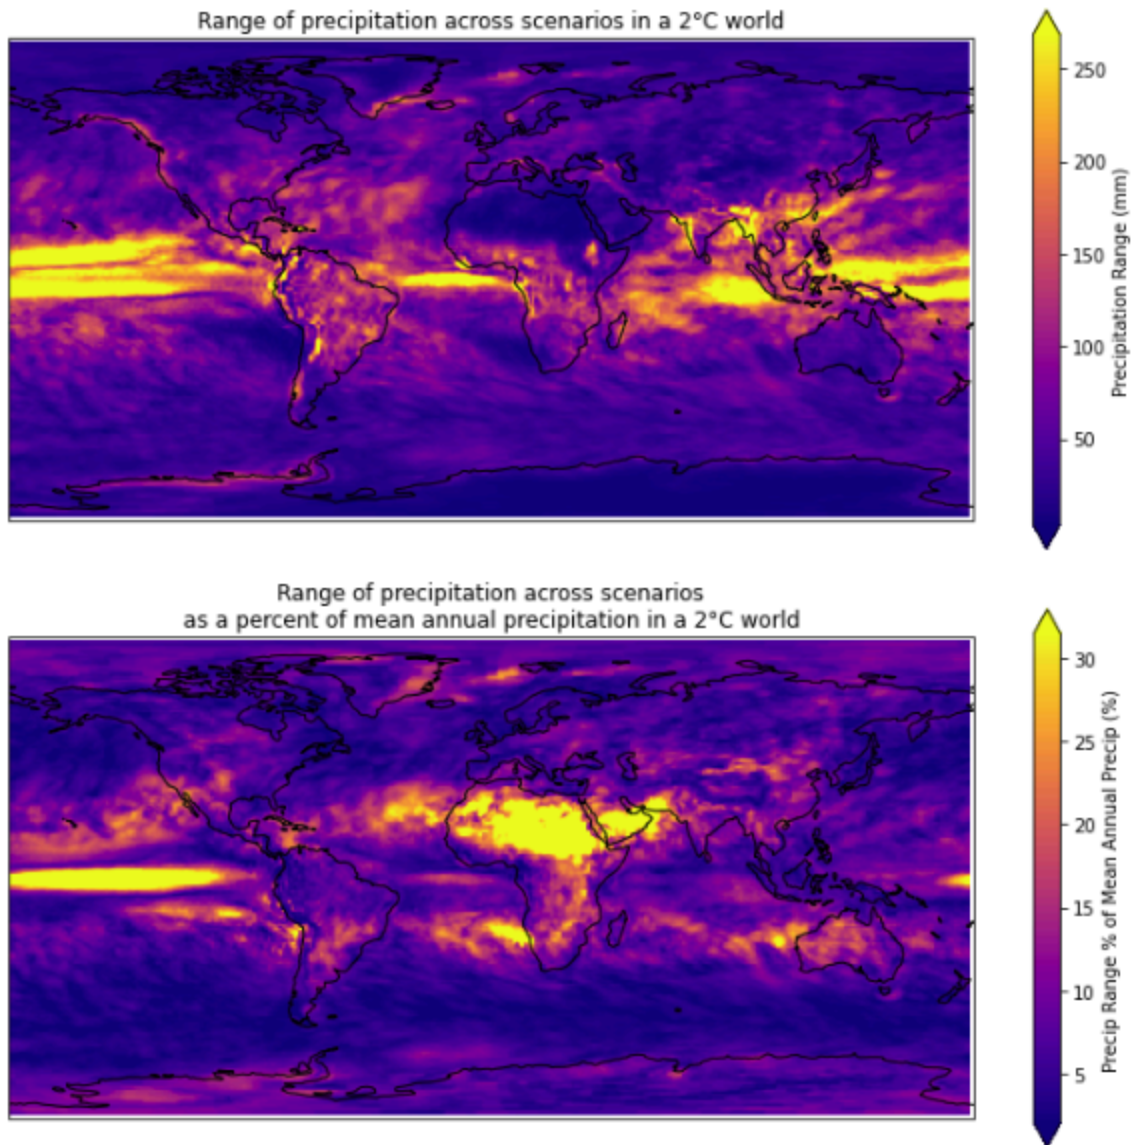 Range of precipitation across scenarios in a 2°C world
250
200
150
100
50
Precipitation Range (mm)
Range of precipitation across scenarios
as a percent of mean annual precipitation in a 2°C world
30
25
20
15
10
5
Precip Range % of Mean Annual Precip (%)